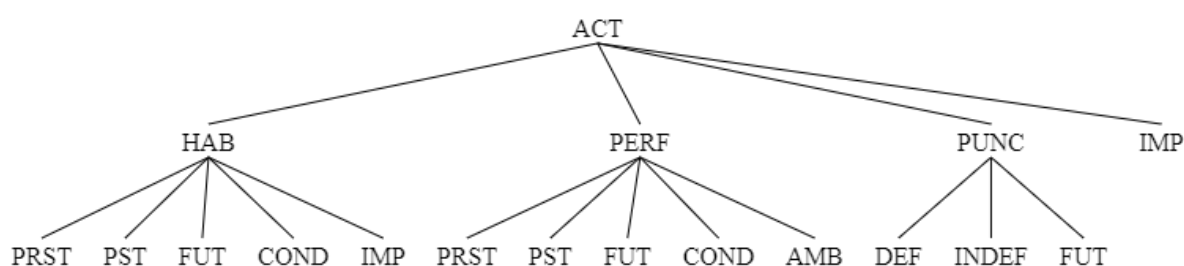 ACT
HAB PERF PUNC IMP
PRST PST FUT COND IMP PRST PST FUT COND AMB DEF INDEF FUT